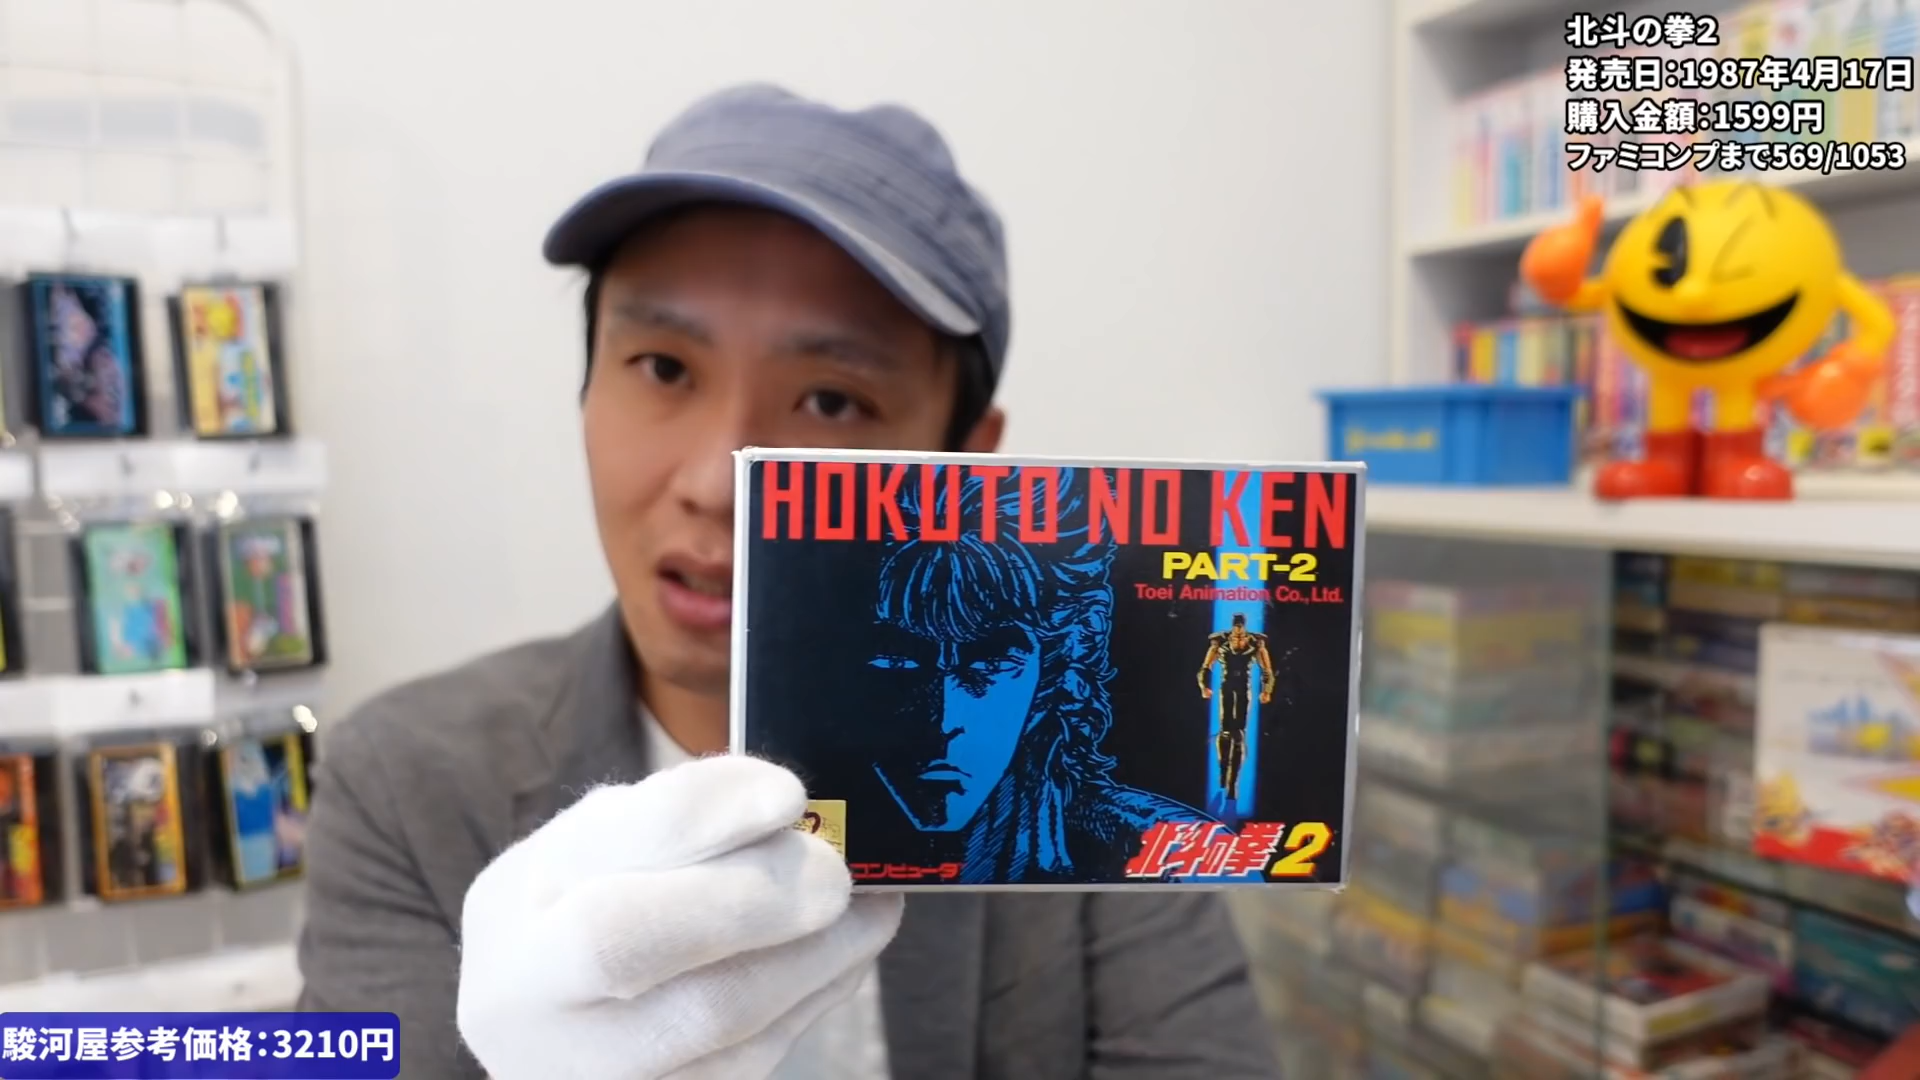 北斗の拳2
発売日：1987年4月17日
購入金額：1599円
ファミコンプまで569/1053
HOKUTO NO KEN
PART-2
Toei Animation Co., Ltd.
コンピュータ
北斗の拳2
駿河屋参考価格：3210円